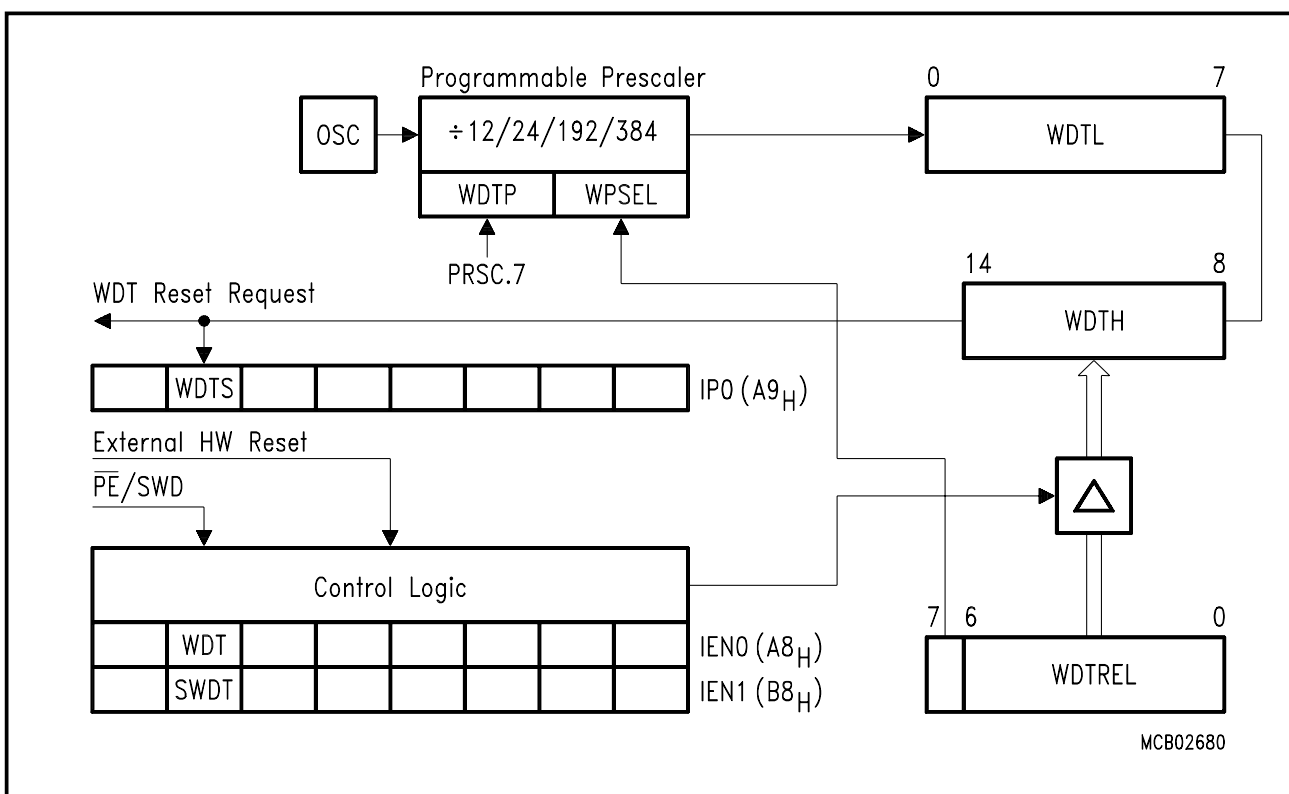 Programmable Prescaler
0 7
OSC
÷12/24/192/384
WDTL
WDTP WPSEL
PRSC.7
14 8
WDT Reset Request
WDTH
WDTS
IP0 (A9H)
External HW Reset
PE/SWD
Control Logic
7 6 0
WDT
IEN0 (A8H)
WDTREL
SWDT
IEN1 (B8H)
MCB02680